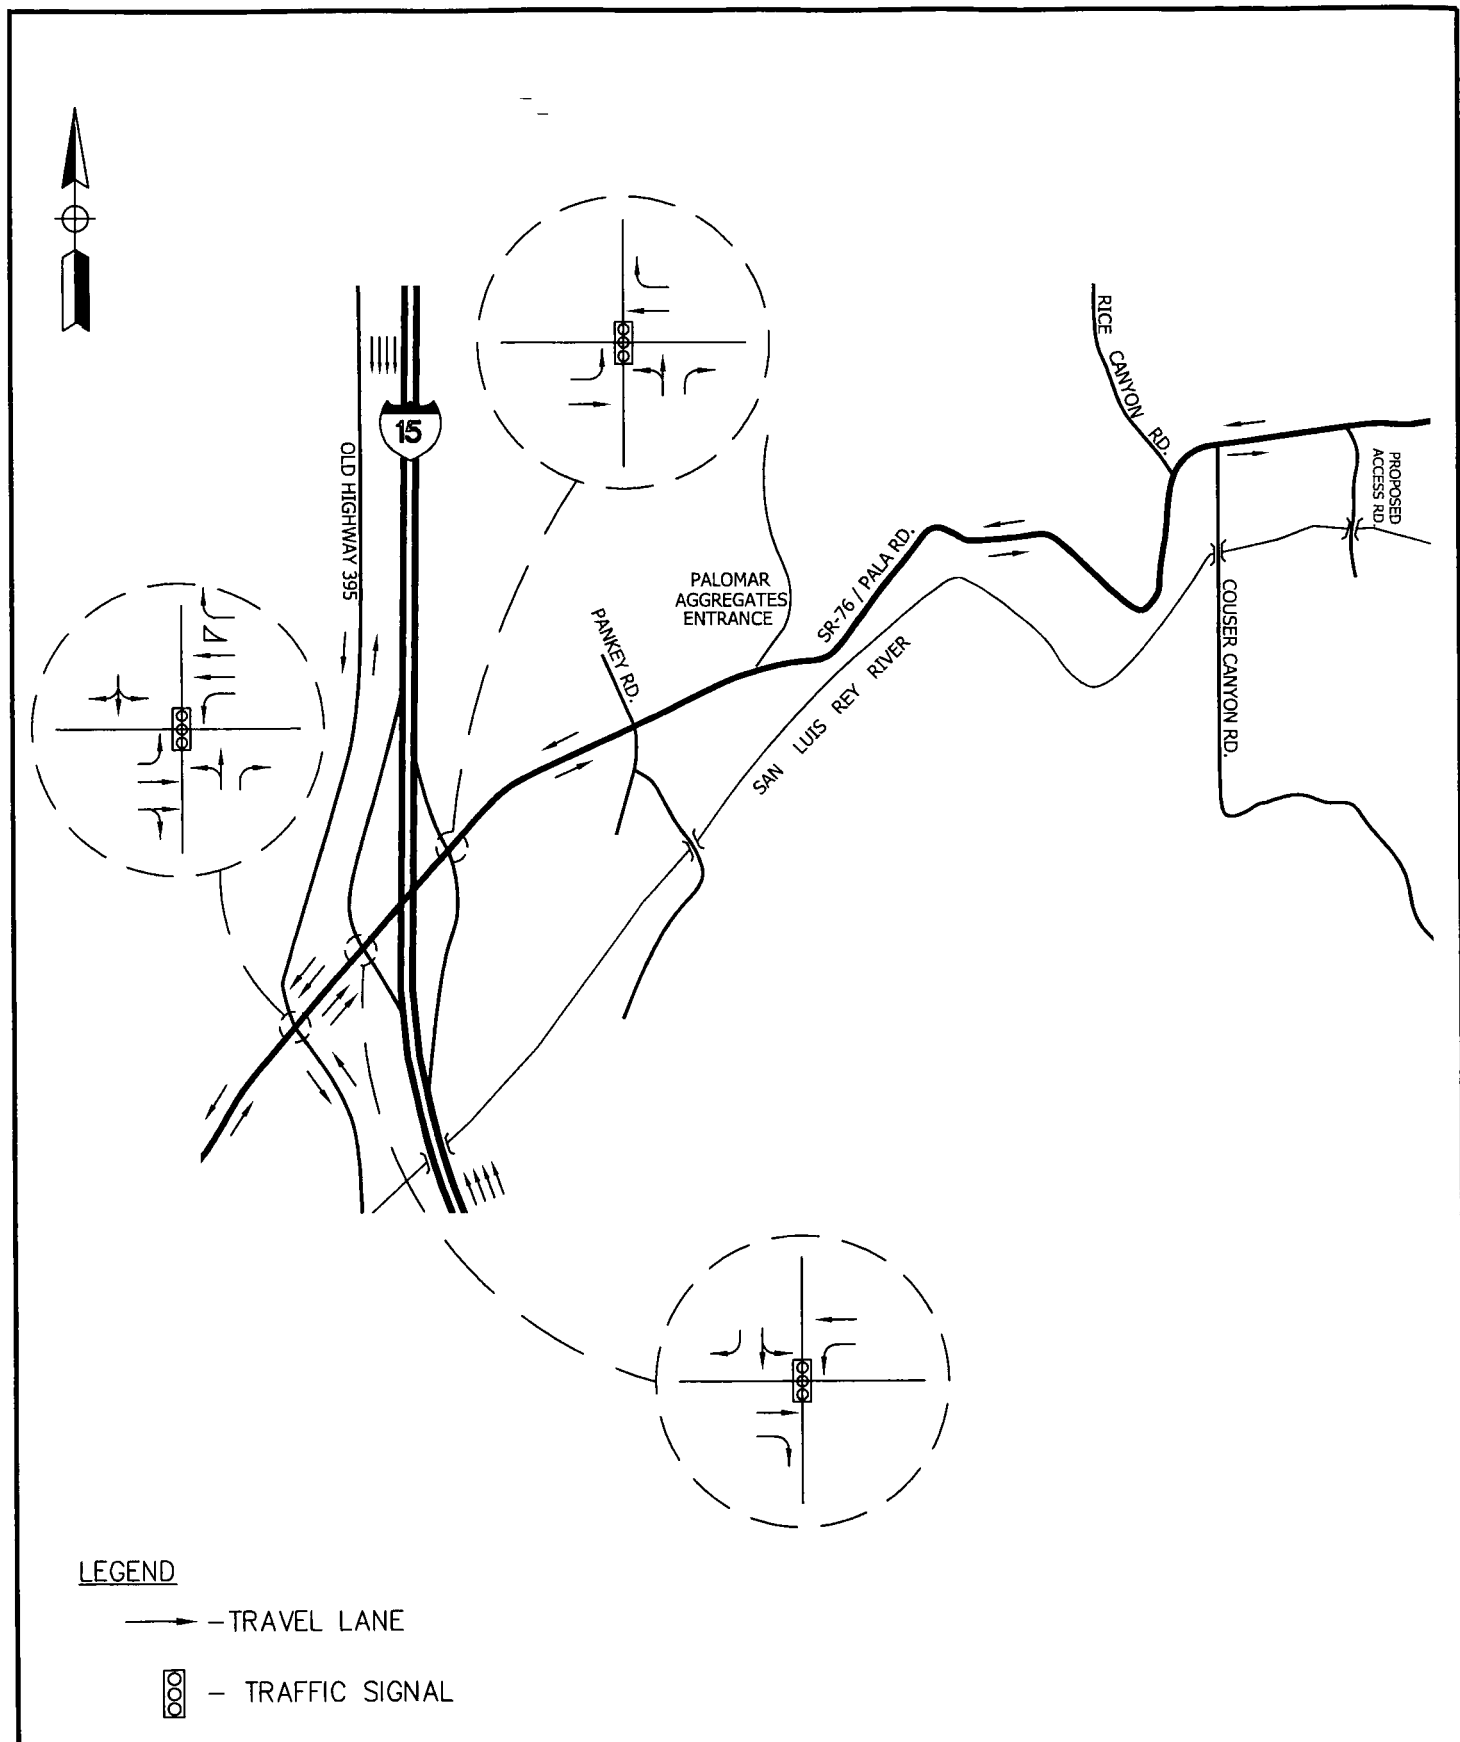 15
OLD HIGHWAY 395
RICE CANYON RD.
PROPOSED
ACCESS RD.
PALOMAR
AGGREGATES
ENTRANCE
SR-76 / PALA RD.
PANKEY RD.
SAN LUIS REY RIVER
COUSER CANYON RD.
LEGEND
- TRAVEL LANE
- TRAFFIC SIGNAL